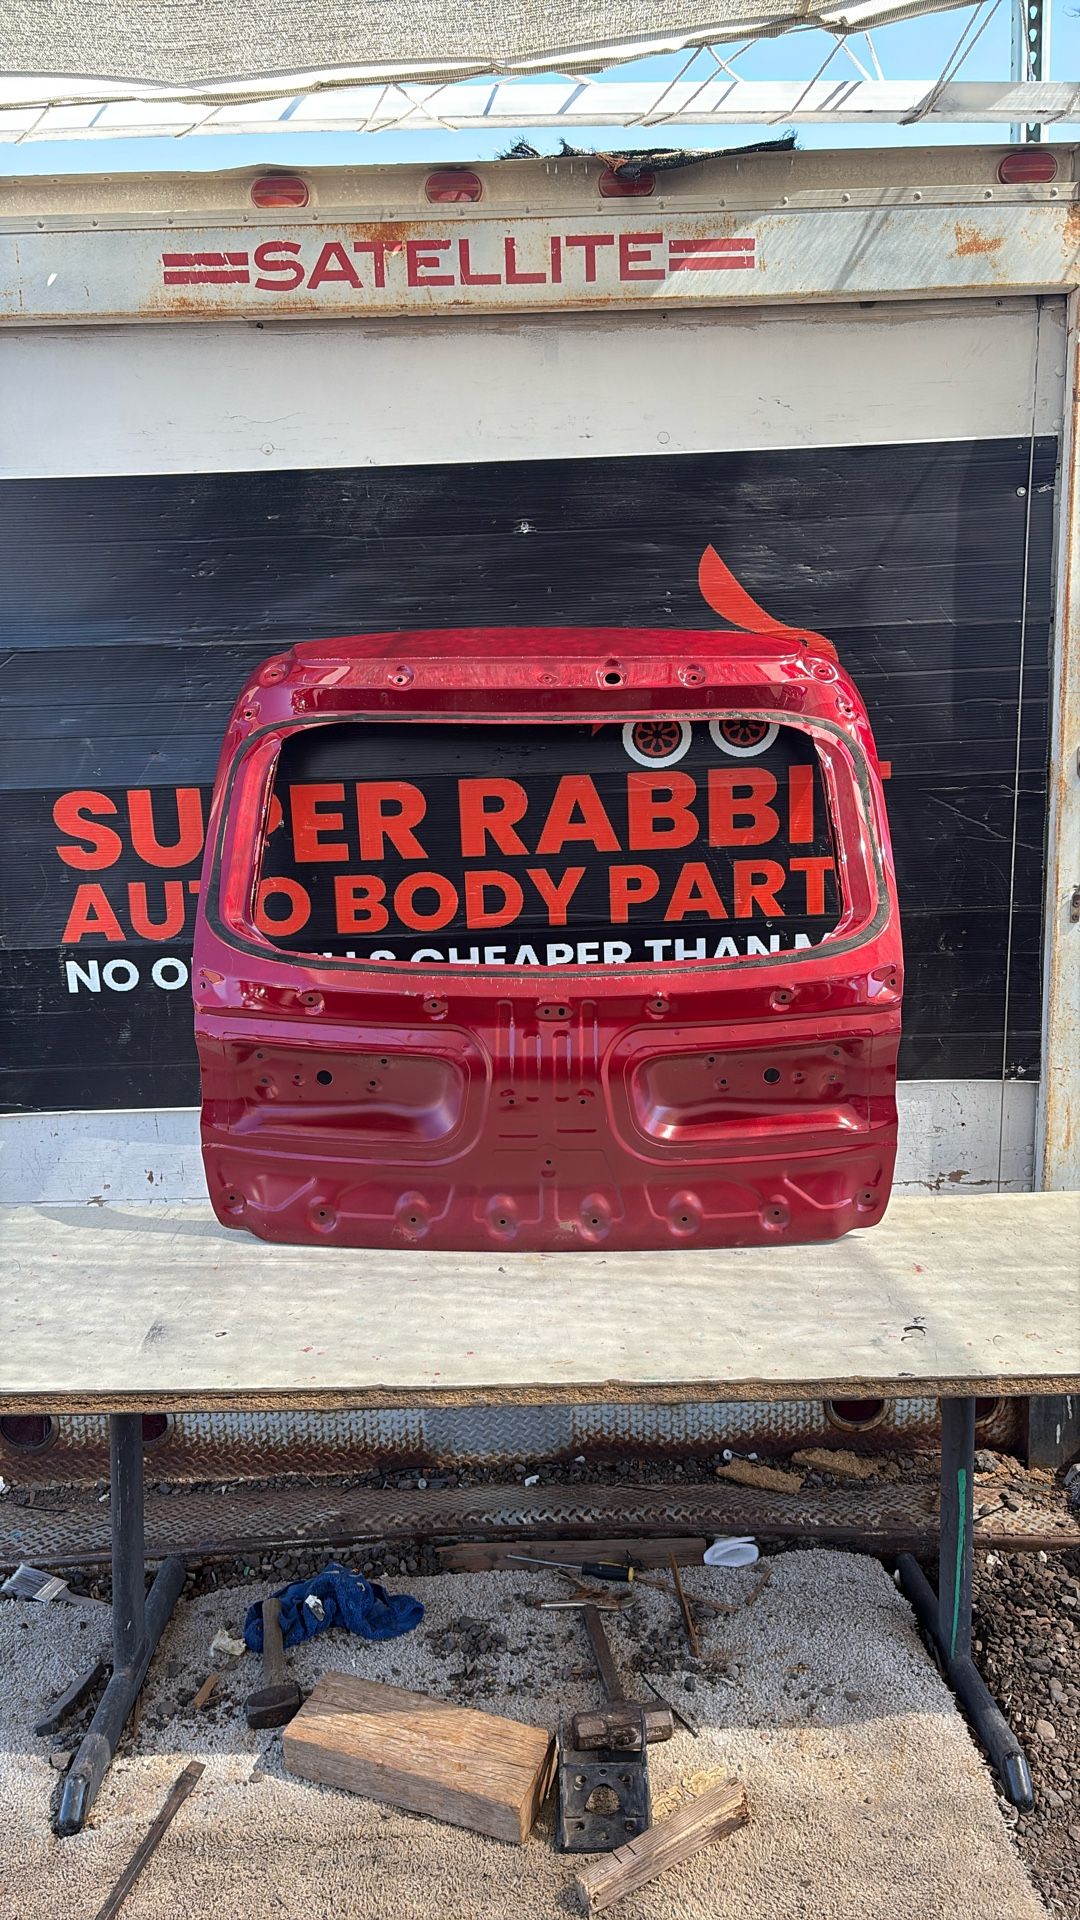 SATELLITE
SUPER RABBI
AUTO BODY PART
NO O CHEAPER THAN M